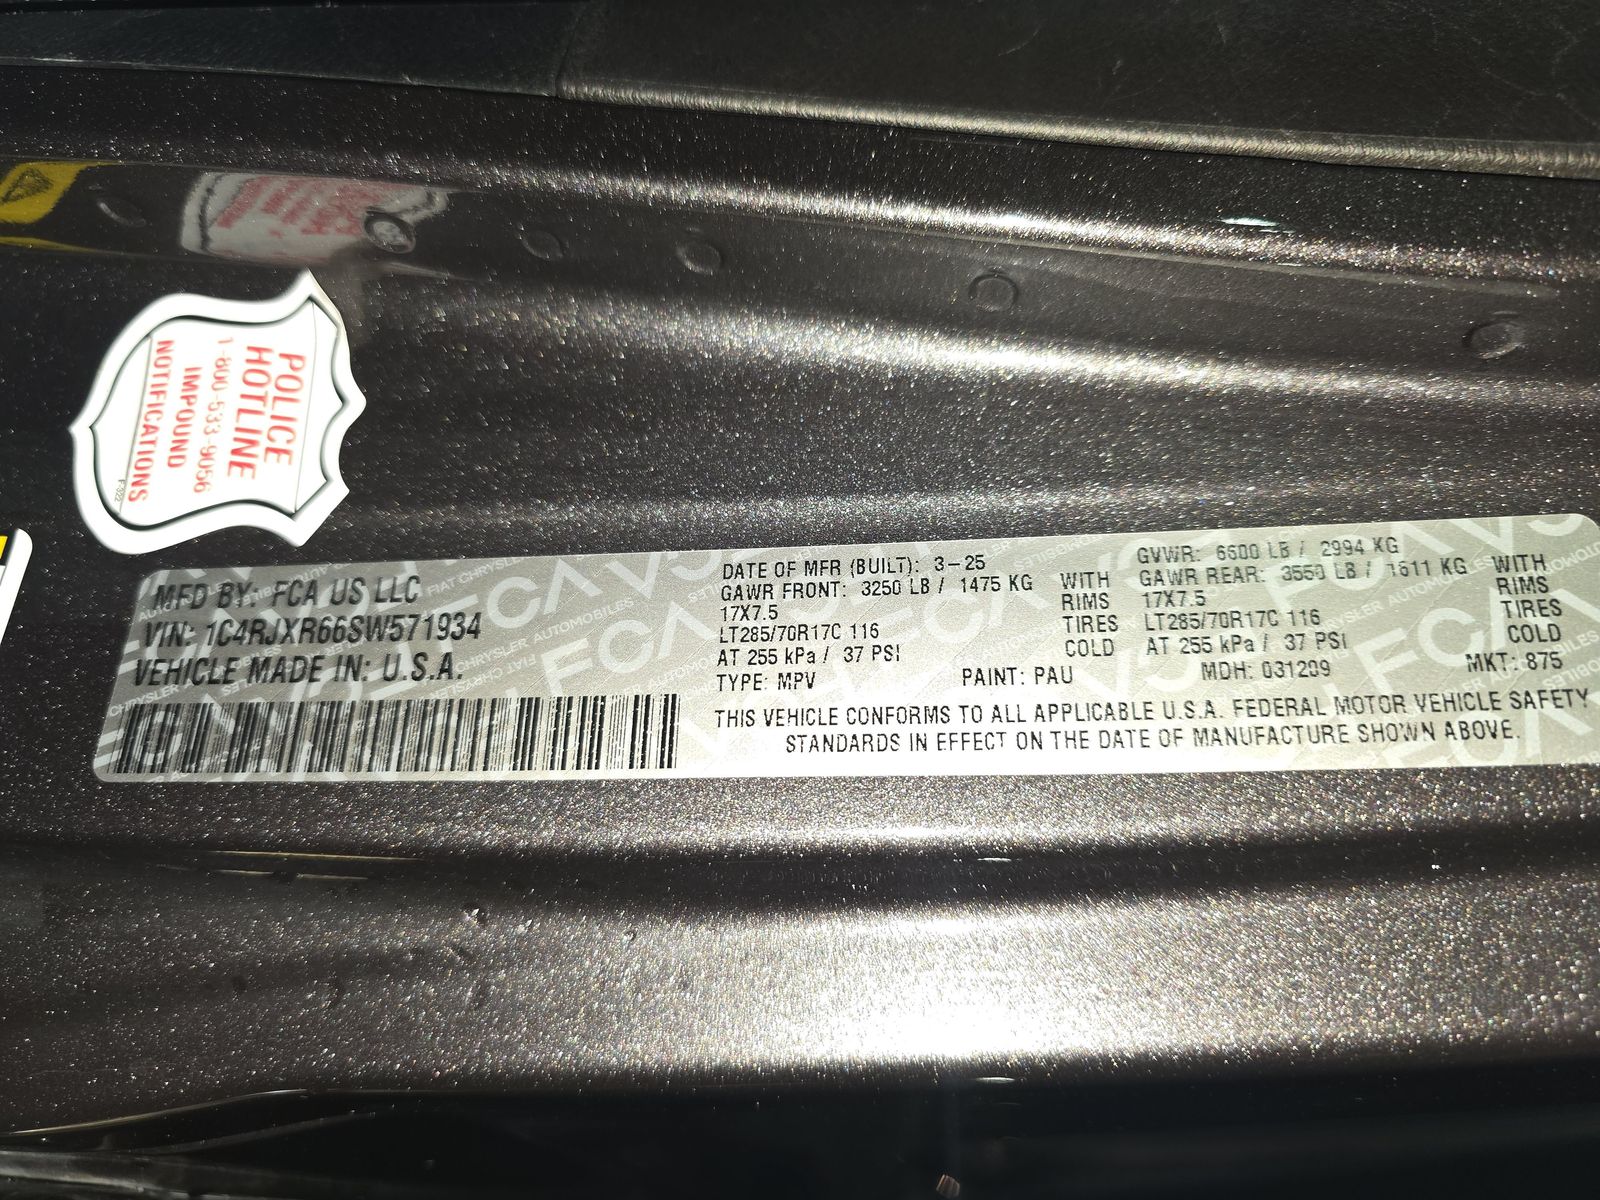 POLICE
HOTLINE
1-800-533-9056
IMPOUND
NOTIFICATIONS
F-322
MFD BY: FCA US LLC
VIN: 1C4RJXR66SW571934
VEHICLE MADE IN: U.S.A.
DATE OF MFR (BUILT): 3-25
GAWR FRONT: 3250 LB / 1475 KG WITH
17X7.5 RIMS
LT285/70R17C 116 TIRES
AT 255 kPa / 37 PSI COLD
GVWR: 6600 LB / 2994 KG
GAWR REAR: 3550 LB / 1611 KG WITH
17X7.5 RIMS
LT285/70R17C 116 TIRES
AT 255 kPa / 37 PSI COLD
TYPE: MPV PAINT: PAU MDH: 031209 MKT: 875
THIS VEHICLE CONFORMS TO ALL APPLICABLE U.S.A. FEDERAL MOTOR VEHICLE SAFETY
STANDARDS IN EFFECT ON THE DATE OF MANUFACTURE SHOWN ABOVE.